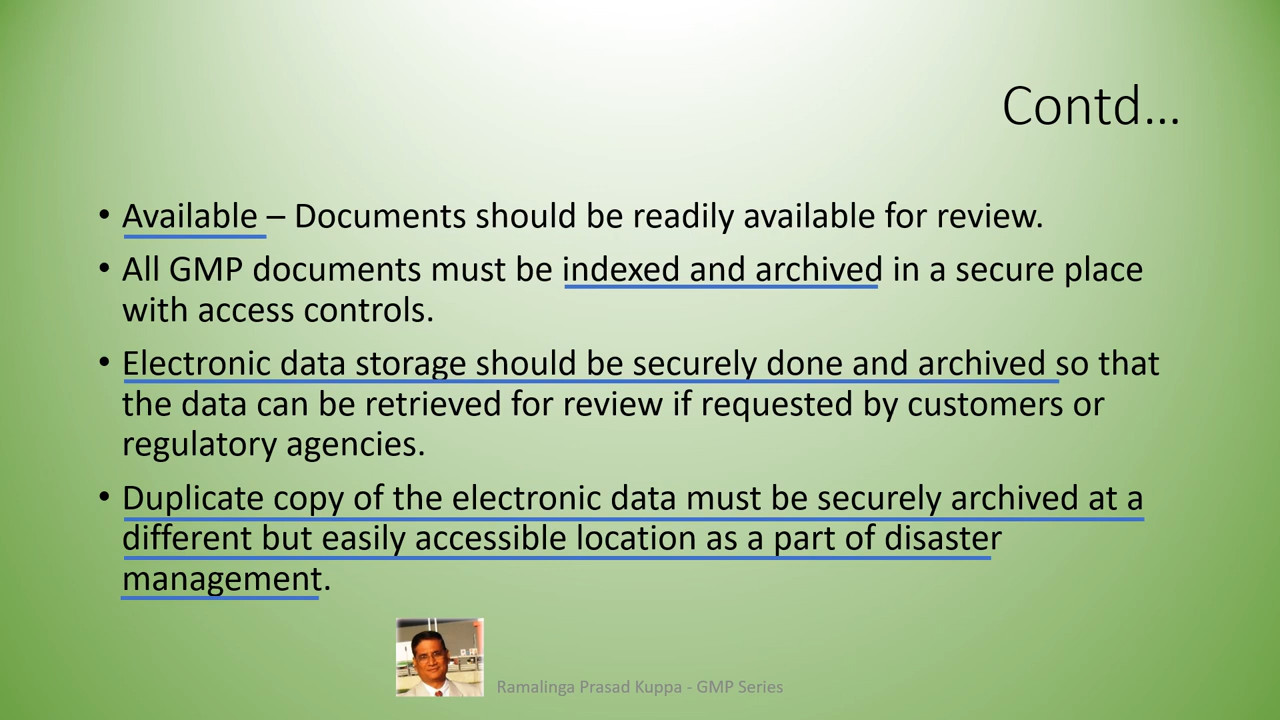 Contd...
• Available – Documents should be readily available for review.
• All GMP documents must be indexed and archived in a secure place
with access controls.
• Electronic data storage should be securely done and archived so that
the data can be retrieved for review if requested by customers or
regulatory agencies.
• Duplicate copy of the electronic data must be securely archived at a
different but easily accessible location as a part of disaster
management.
Ramalinga Prasad Kuppa - GMP Series